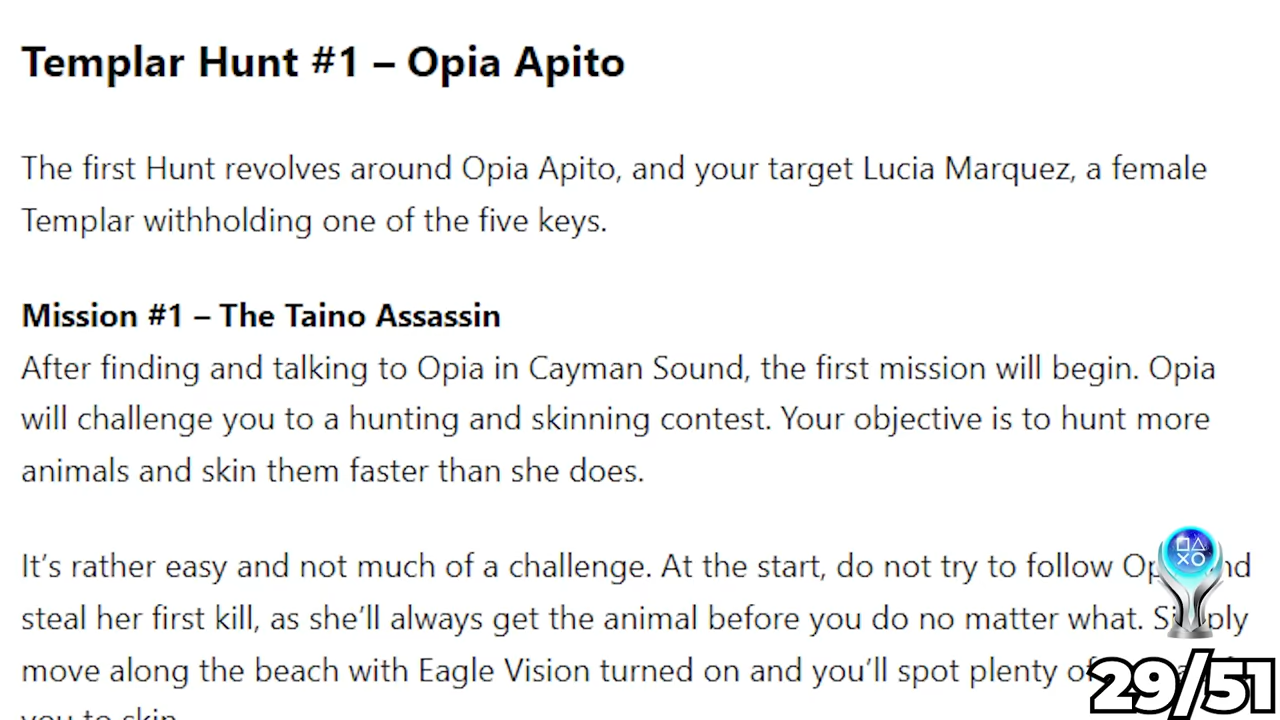 Templar Hunt #1 – Opia Apito
The first Hunt revolves around Opia Apito, and your target Lucia Marquez, a female
Templar withholding one of the five keys.
Mission #1 – The Taino Assassin
After finding and talking to Opia in Cayman Sound, the first mission will begin. Opia
will challenge you to a hunting and skinning contest. Your objective is to hunt more
animals and skin them faster than she does.
It’s rather easy and not much of a challenge. At the start, do not try to follow
steal her first kill, as she’ll always get the animal before you do no matter what. Simply
move along the beach with Eagle Vision turned on and you’ll spot plenty of
you to skin.
29/51